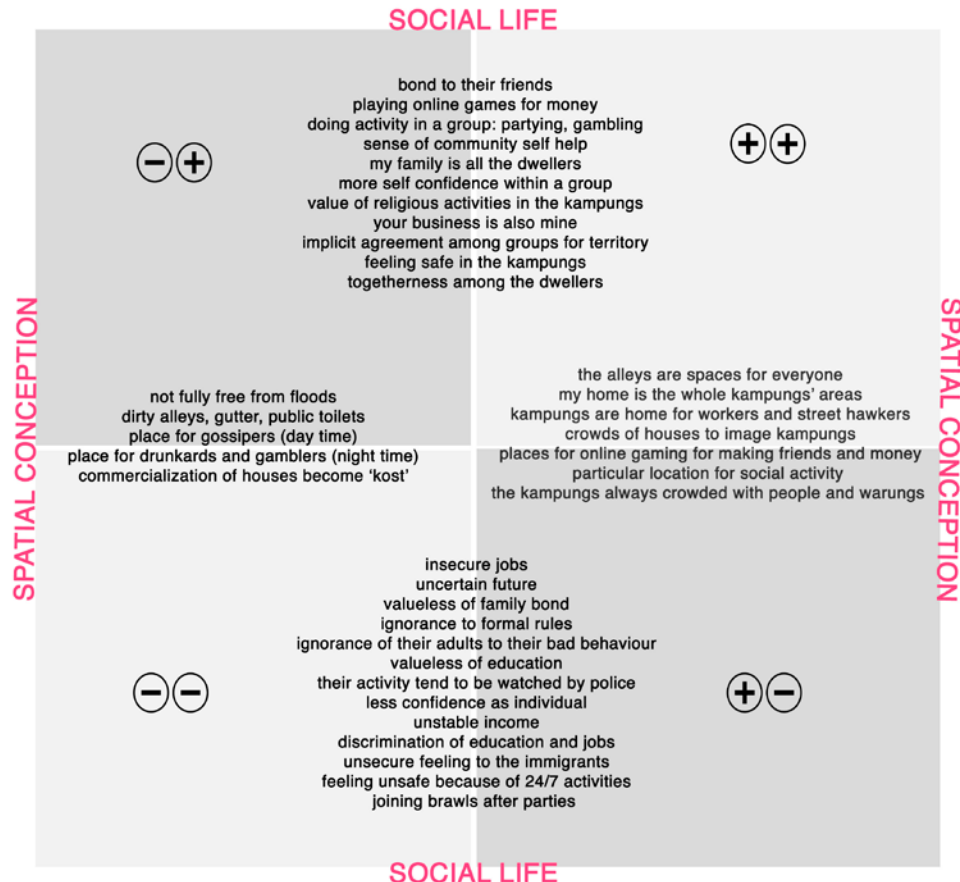 SOCIAL LIFE
bond to their friends
playing online games for money
doing activity in a group: partying, gambling
sense of community self help
my family is all the dwellers
more self confidence within a group
value of religious activities in the kampungs
your business is also mine
implicit agreement among groups for territory
feeling safe in the kampungs
togetherness among the dwellers
− +
+ +
SPATIAL CONCEPTION
not fully free from floods
dirty alleys, gutter, public toilets
place for gossipers (day time)
place for drunkards and gamblers (night time)
commercialization of houses become ‘kost’
the alleys are spaces for everyone
my home is the whole kampungs’ areas
kampungs are home for workers and street hawkers
crowds of houses to image kampungs
places for online gaming for making friends and money
particular location for social activity
the kampungs always crowded with people and warungs
SPATIAL CONCEPTION
insecure jobs
uncertain future
valueless of family bond
ignorance to formal rules
ignorance of their adults to their bad behaviour
valueless of education
their activity tend to be watched by police
less confidence as individual
unstable income
discrimination of education and jobs
unsecure feeling to the immigrants
feeling unsafe because of 24/7 activities
joining brawls after parties
− −
+ −
SOCIAL LIFE